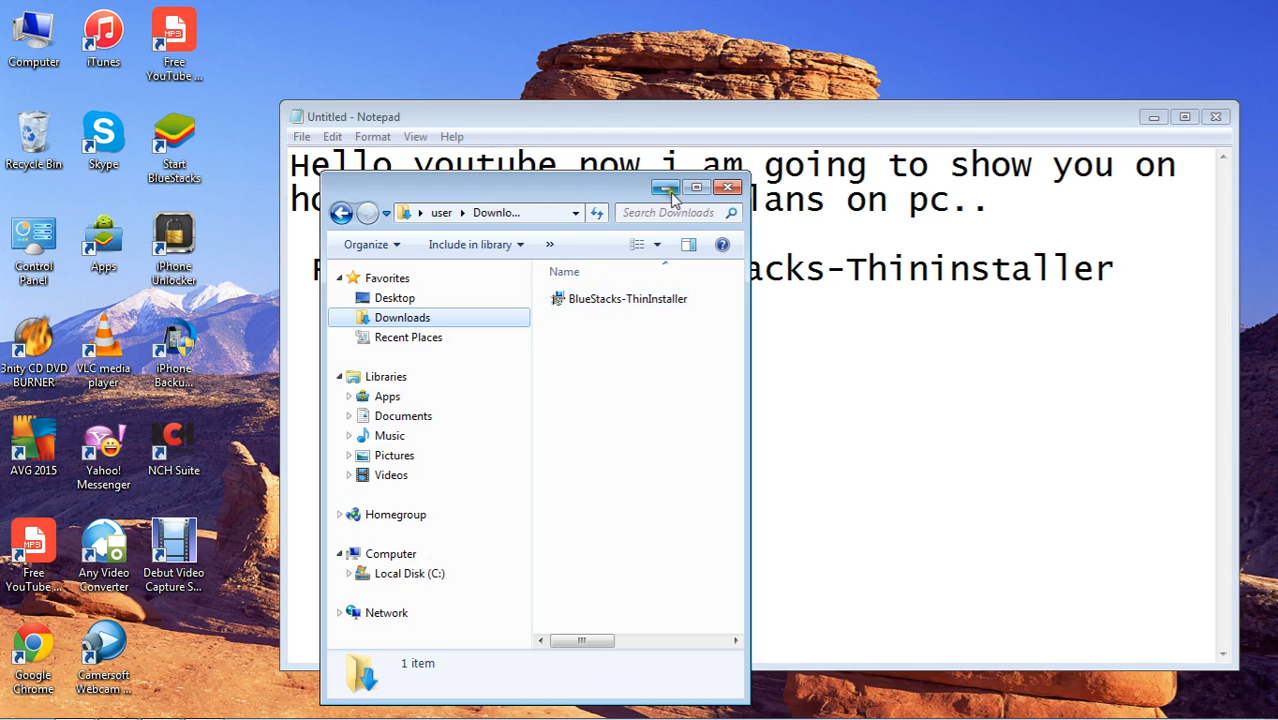 Computer
iTunes
Free
YouTube ...
Recycle Bin
Skype
Start
BlueStacks
Control
Panel
Apps
iPhone
Unlocker
3nity CD DVD
BURNER
VLC media
player
iPhone
Backu...
AVG 2015
Yahoo!
Messenger
NCH
NCH Suite
MP3
Free
YouTube ...
Any Video
Converter
Debut Video
Capture S...
Google
Chrome
Camersoft
Webcam ...
Untitled - Notepad
File Edit Format View Help
Hello youtube now i am going to show you on
lans on pc..
acks-Thininstaller
user Downlo... Search Downloads
Organize Include in library »
Favorites
Desktop
Downloads
Recent Places
Libraries
Apps
Documents
Music
Pictures
Videos
Homegroup
Computer
Local Disk (C:)
Network
Name
BlueStacks-ThinInstaller
1 item